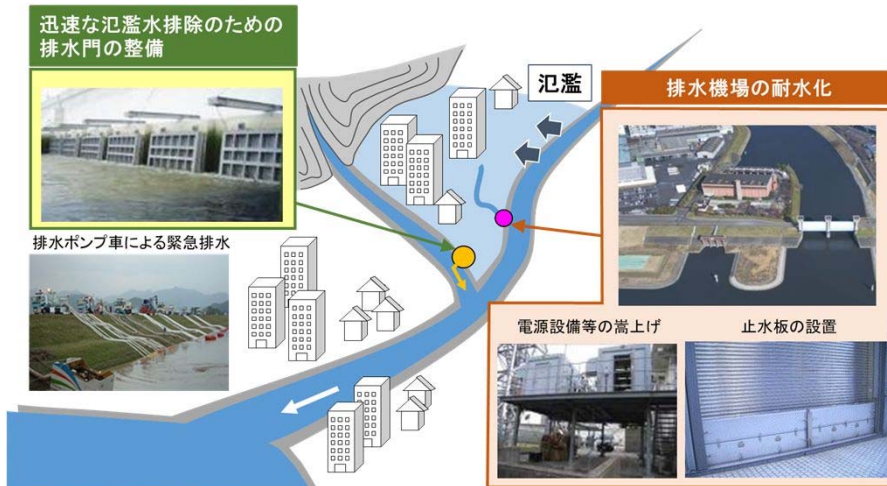 迅速な氾濫水排除のための
排水門の整備
氾濫
排水機場の耐水化
排水ポンプ車による緊急排水
電源設備等の嵩上げ
止水板の設置